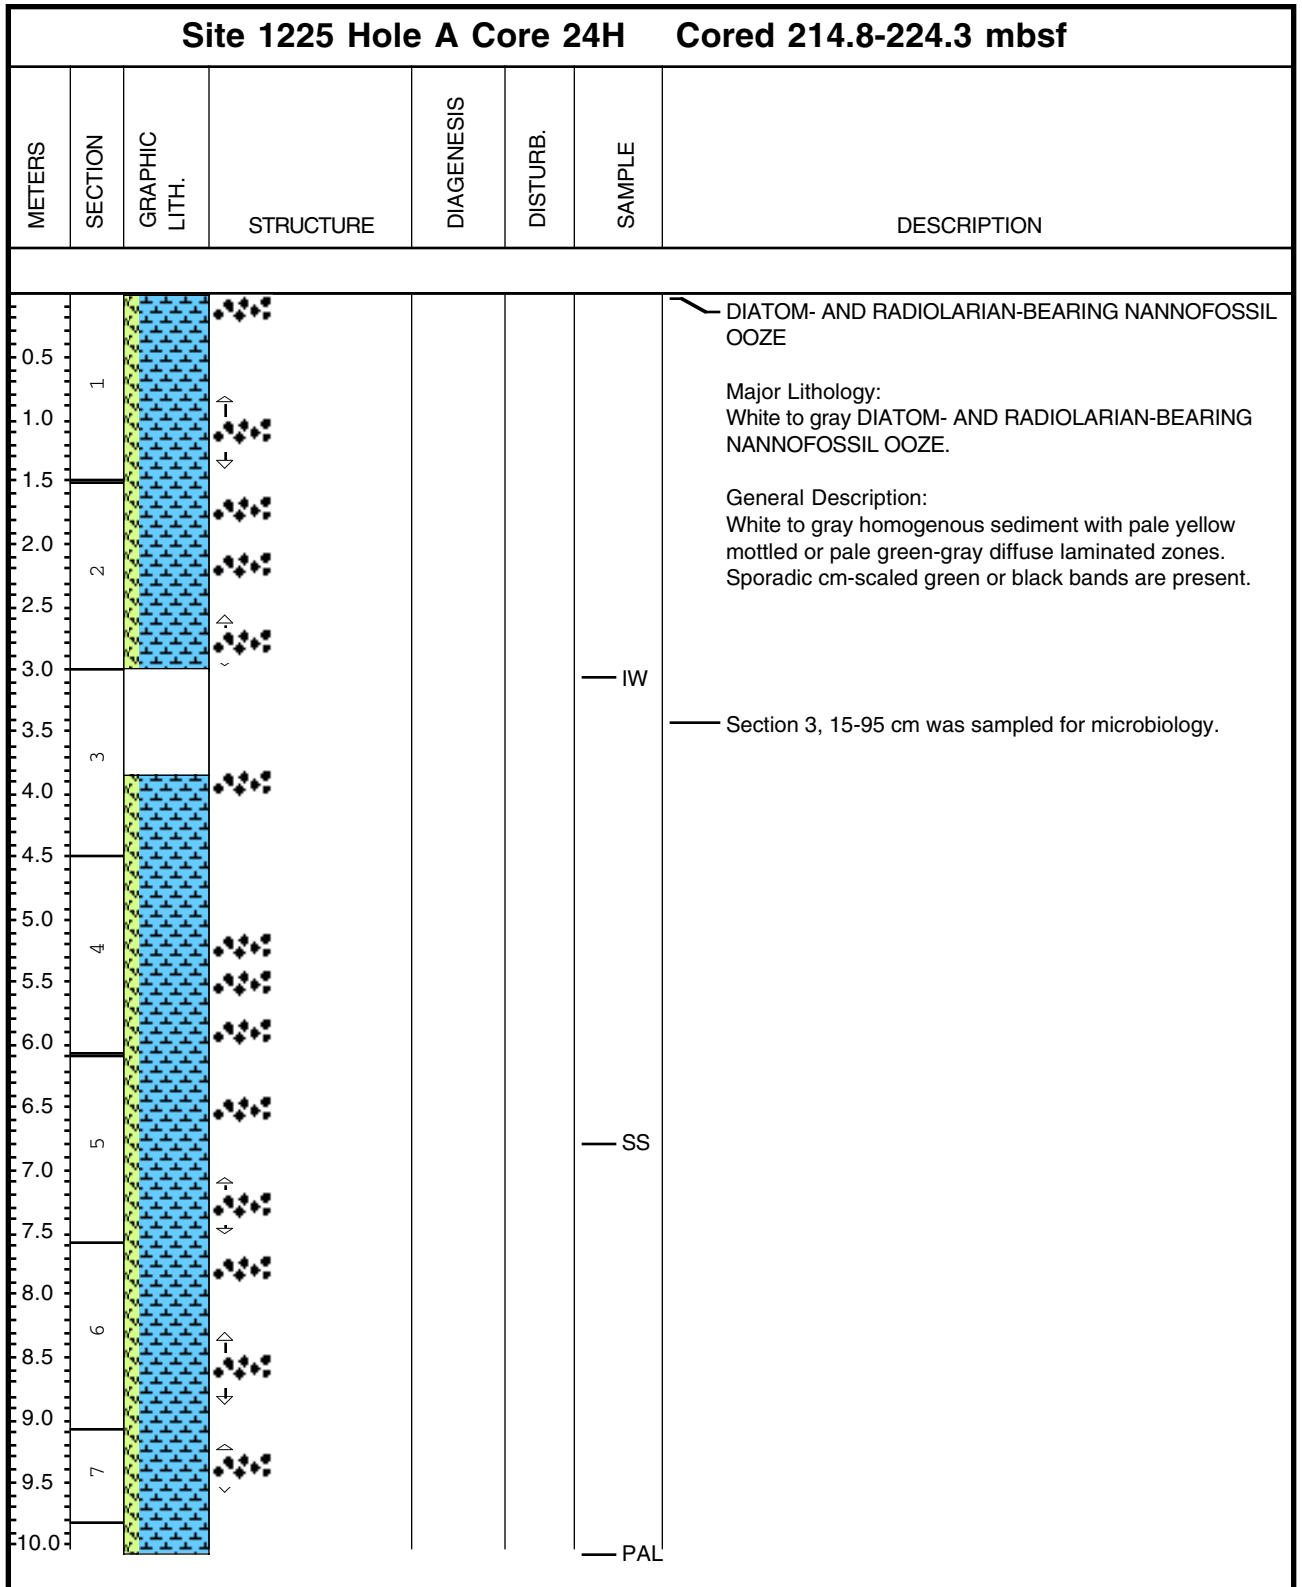 Site 1225 Hole A Core 24H Cored 214.8-224.3 mbsf
METERS
SECTION
GRAPHIC
LITH.
STRUCTURE
DIAGENESIS
DISTURB.
SAMPLE
DESCRIPTION
DIATOM- AND RADIOLARIAN-BEARING NANNOFOSSIL
OOZE
0.5
1
Major Lithology:
1.0
White to gray DIATOM- AND RADIOLARIAN-BEARING
NANNOFOSSIL OOZE.
1.5
General Description:
White to gray homogenous sediment with pale yellow
2.0
mottled or pale green-gray diffuse laminated zones.
2
Sporadic cm-scaled green or black bands are present.
2.5
3.0
IW
3.5
Section 3, 15-95 cm was sampled for microbiology.
3
4.0
4.5
5.0
4
5.5
6.0
6.5
5
SS
7.0
7.5
8.0
6
8.5
9.0
7
9.5
10.0
PAL